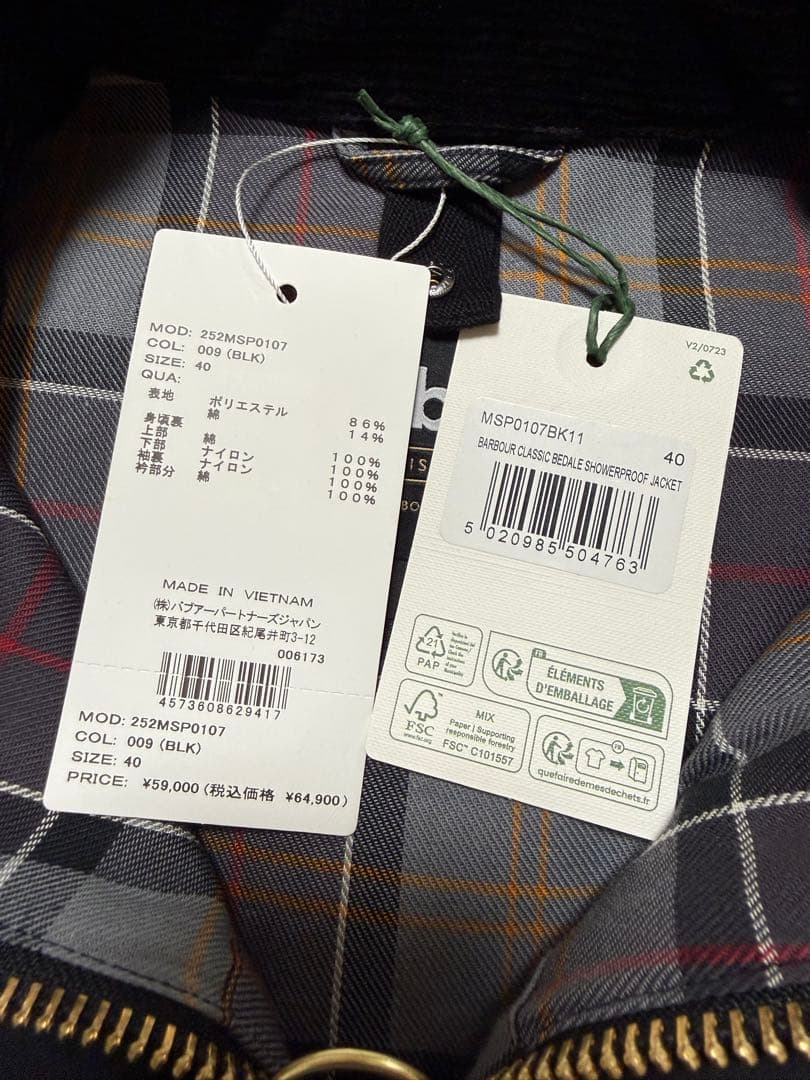 MOD: 252MSP0107
COL: 009 (BLK)
SIZE: 40
QUA:
表地 ポリエステル 86%
綿 14%
身頃裏
上部 綿 100%
下部 ナイロン 100%
袖裏 ナイロン 100%
衿部分 綿 100%
MADE IN VIETNAM
(株)バブアーパートナーズジャパン
東京都千代田区紀尾井町3-12
006173
4573608629417
MOD: 252MSP0107
COL: 009 (BLK)
SIZE: 40
PRICE: ¥59,000 (税込価格 ¥64,900)
V2/0723
MSP0107BK11
40
BARBOUR CLASSIC BEDALE SHOWERPROOF JACKET
5 020985 504763
21
PAP
FR
ÉLÉMENTS
D'EMBALLAGE
FSC
www.fsc.org
MIX
Paper | Supporting
responsible forestry
FSC™ C101557
FR
quefairedemesdechets.fr